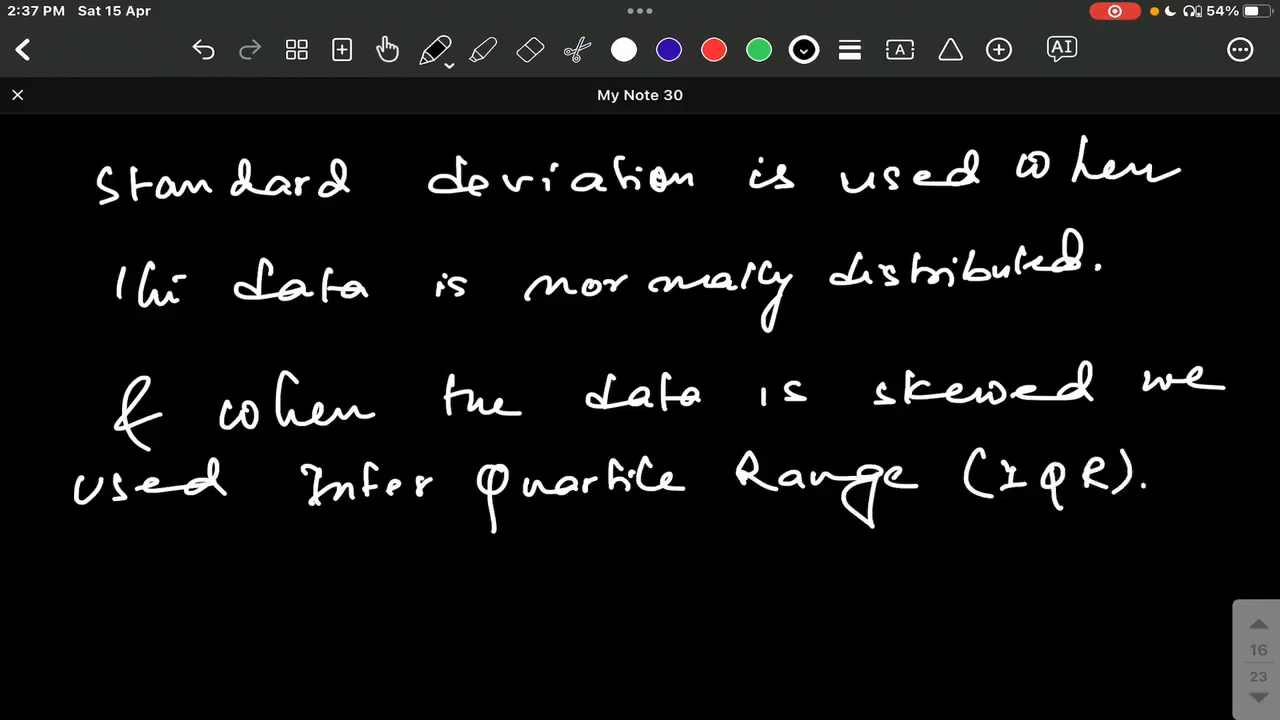 2:37 PM Sat 15 Apr 54%
A AI
My Note 30
Standard deviation is used when
the data is normally distributed.
& when the data is skewed we
used Inter Quartile Range (IQR).
16
23